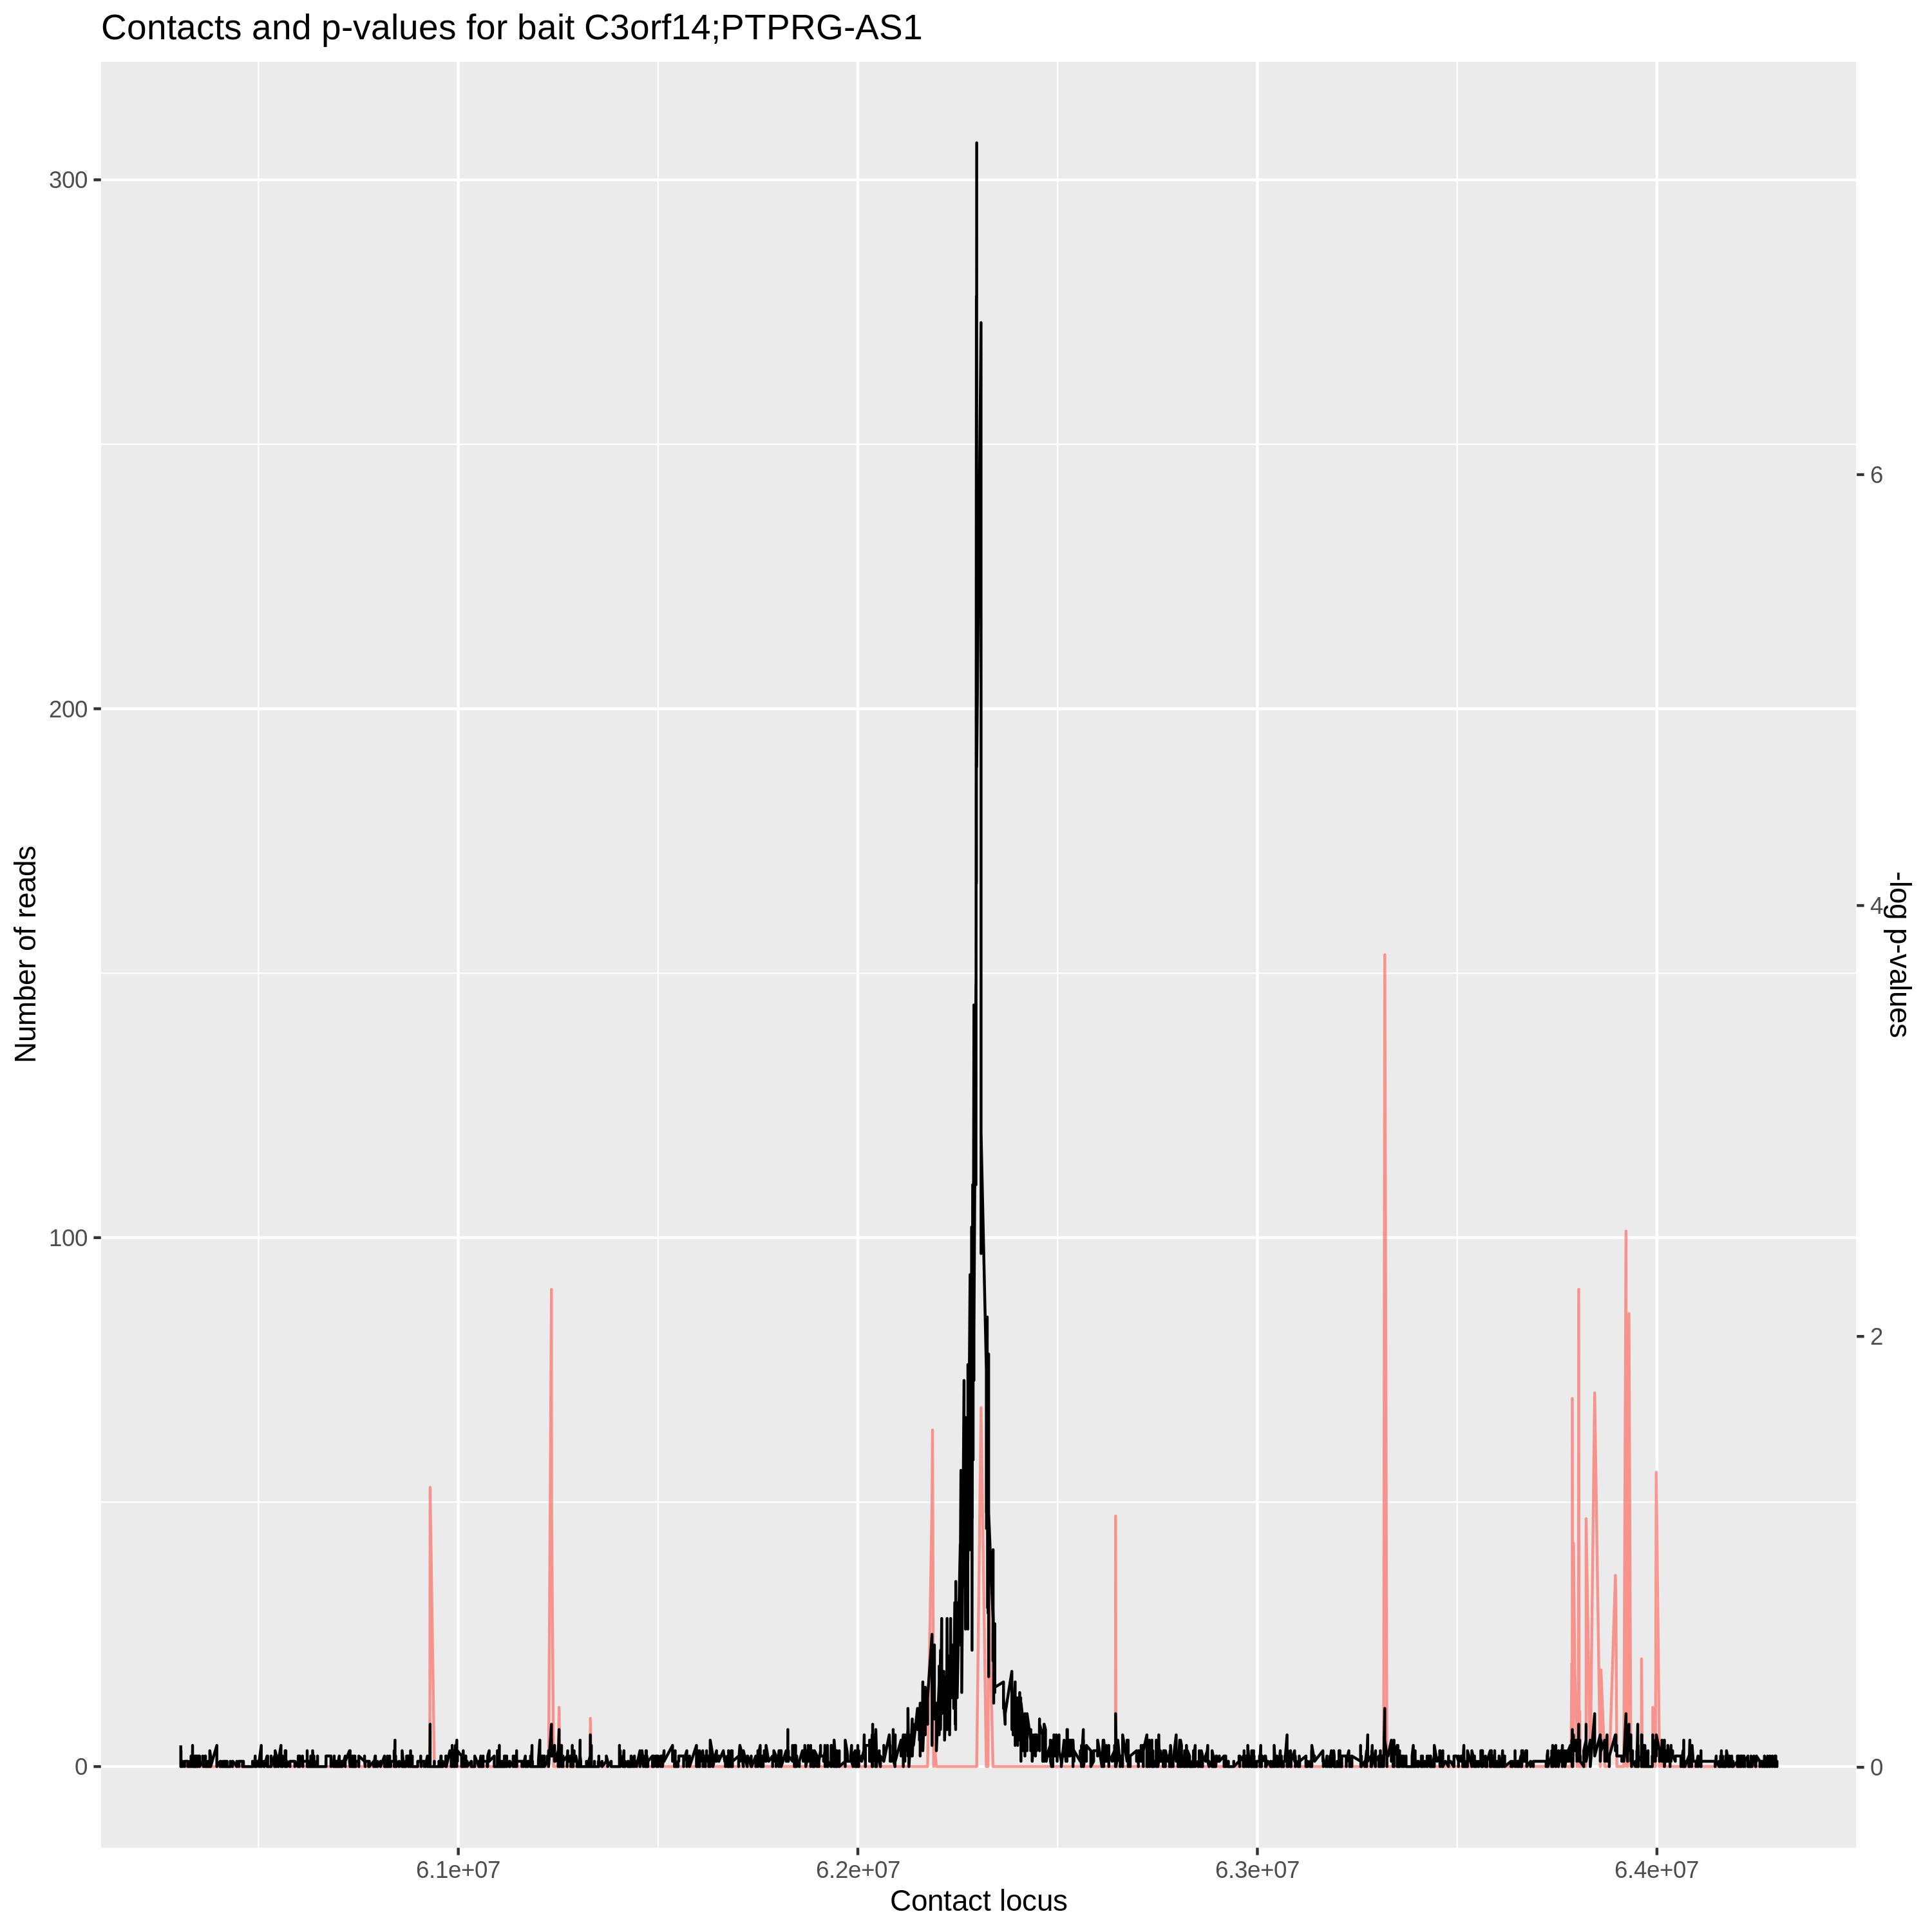 Contacts and p-values for bait C3orf14;PTPRG-AS1
300
200
100
0
Number of reads
6
4
2
0
-log p-values
6.1e+07
6.2e+07
6.3e+07
6.4e+07
Contact locus